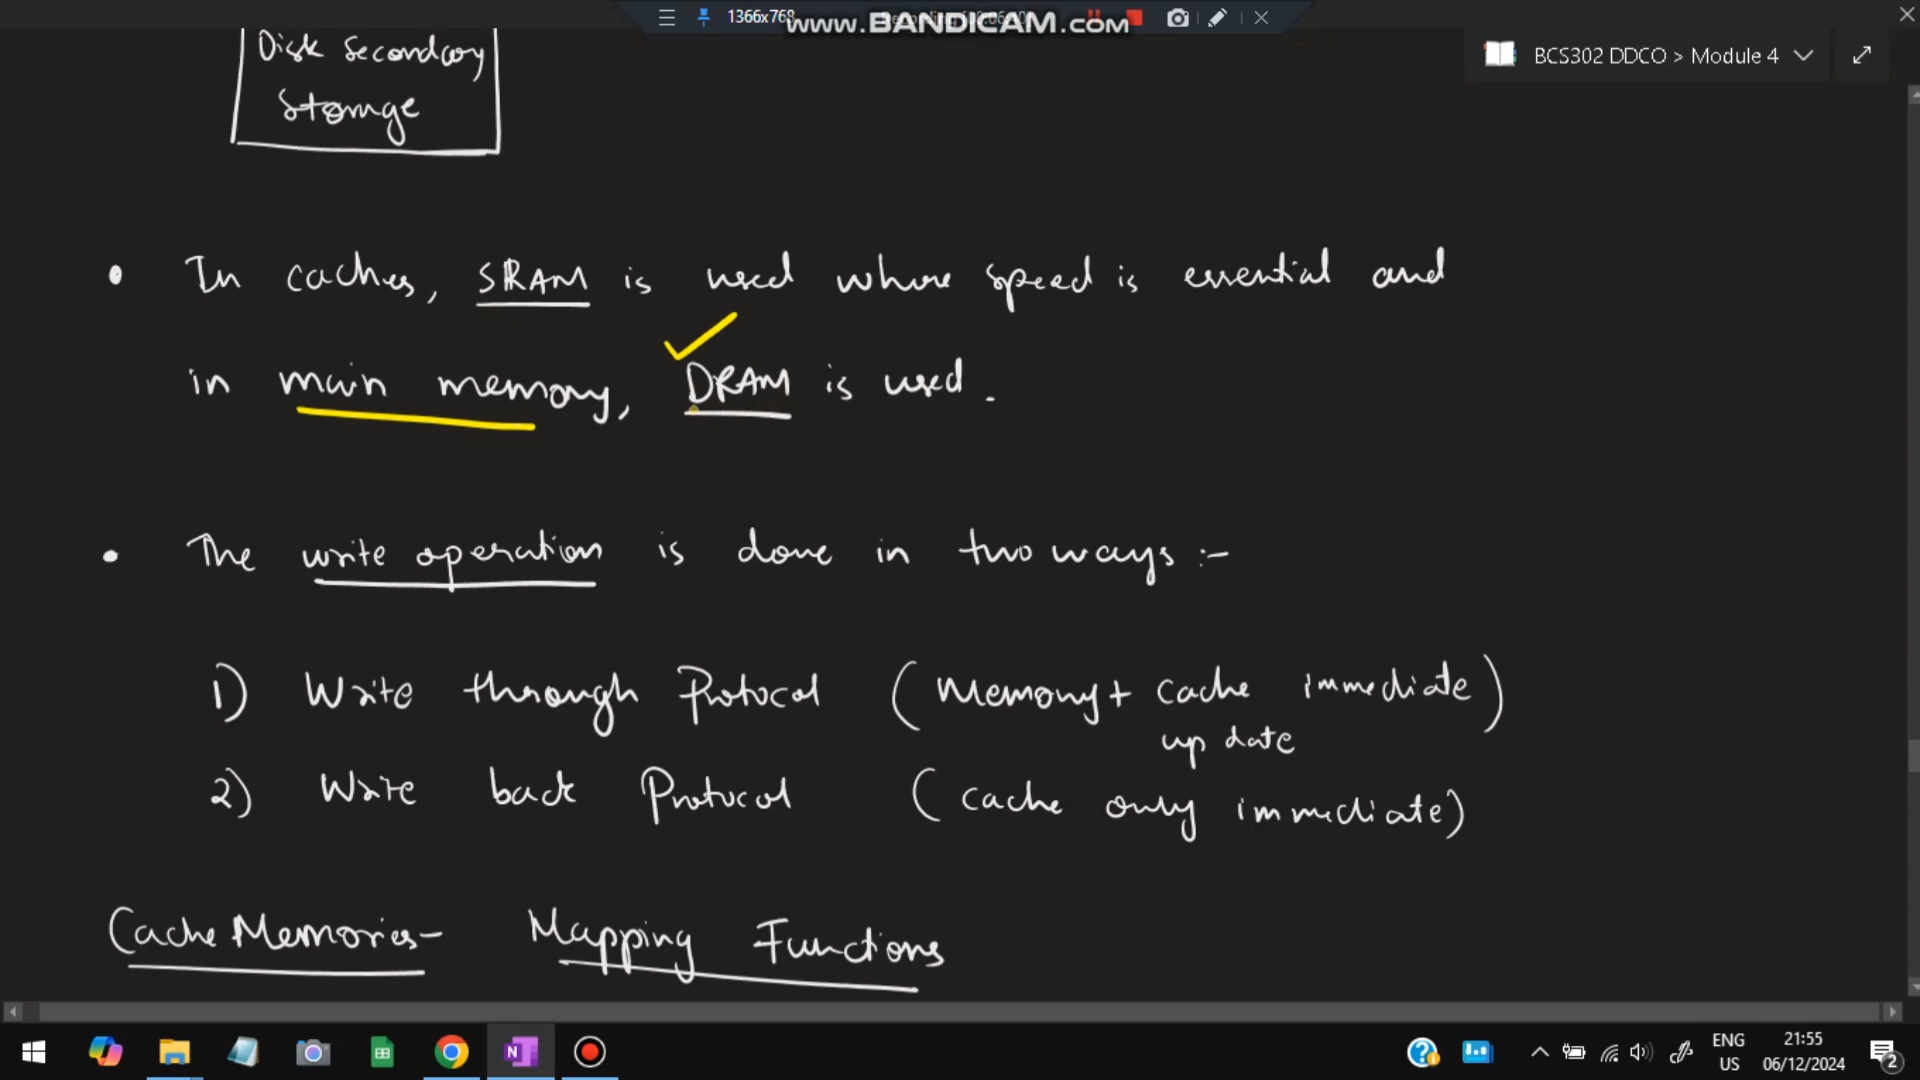 1366x768
www.BANDICAM.com
BCS302 DDCO > Module 4
Disk Secondary
Storage
• In caches, SRAM is used where speed is essential and
in main memory, DRAM is used.
• The write operation is done in two ways :-
1) Write through Protocol (Memory + cache immediate)
update
2) Write back Protocol (cache only immediate)
Cache Memories - Mapping Functions
ENG
US
21:55
06/12/2024
2